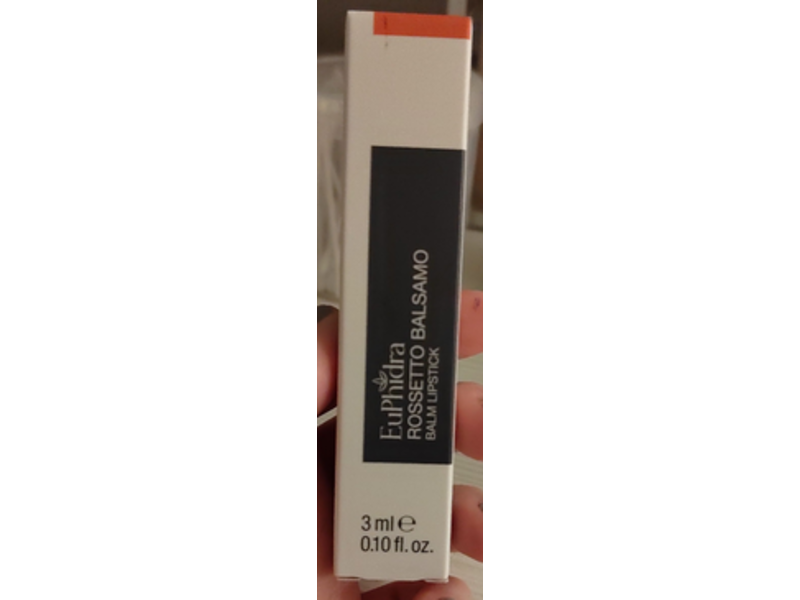 EuPhidra
ROSSETTO BALSAMO
BALM LIPSTICK
3 ml ℮
0.10 fl. oz.